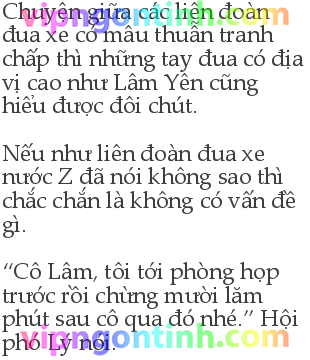 Chuyện giữa các liên đoàn
đua xe có mâu thuẫn tranh
chấp thì những tay đua có địa
vị cao như Lâm Yên cũng
hiểu được đôi chút.
Nếu như liên đoàn đua xe
nước Z đã nói không sao thì
chắc chắn là không có vấn đề
gì.
“Cô Lâm, tôi tới phòng họp
trước rồi chừng mười lăm
phút sau cô qua đó nhé.” Hội
phó Lý nói.
vipngontinh.com
vipngontinh.com